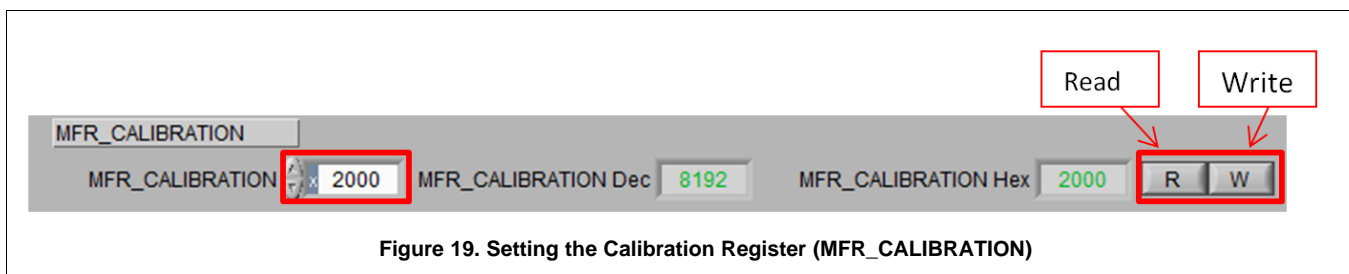 Read Write
MFR_CALIBRATION
MFR_CALIBRATION x 2000 MFR_CALIBRATION Dec 8192 MFR_CALIBRATION Hex 2000 R W
Figure 19. Setting the Calibration Register (MFR_CALIBRATION)